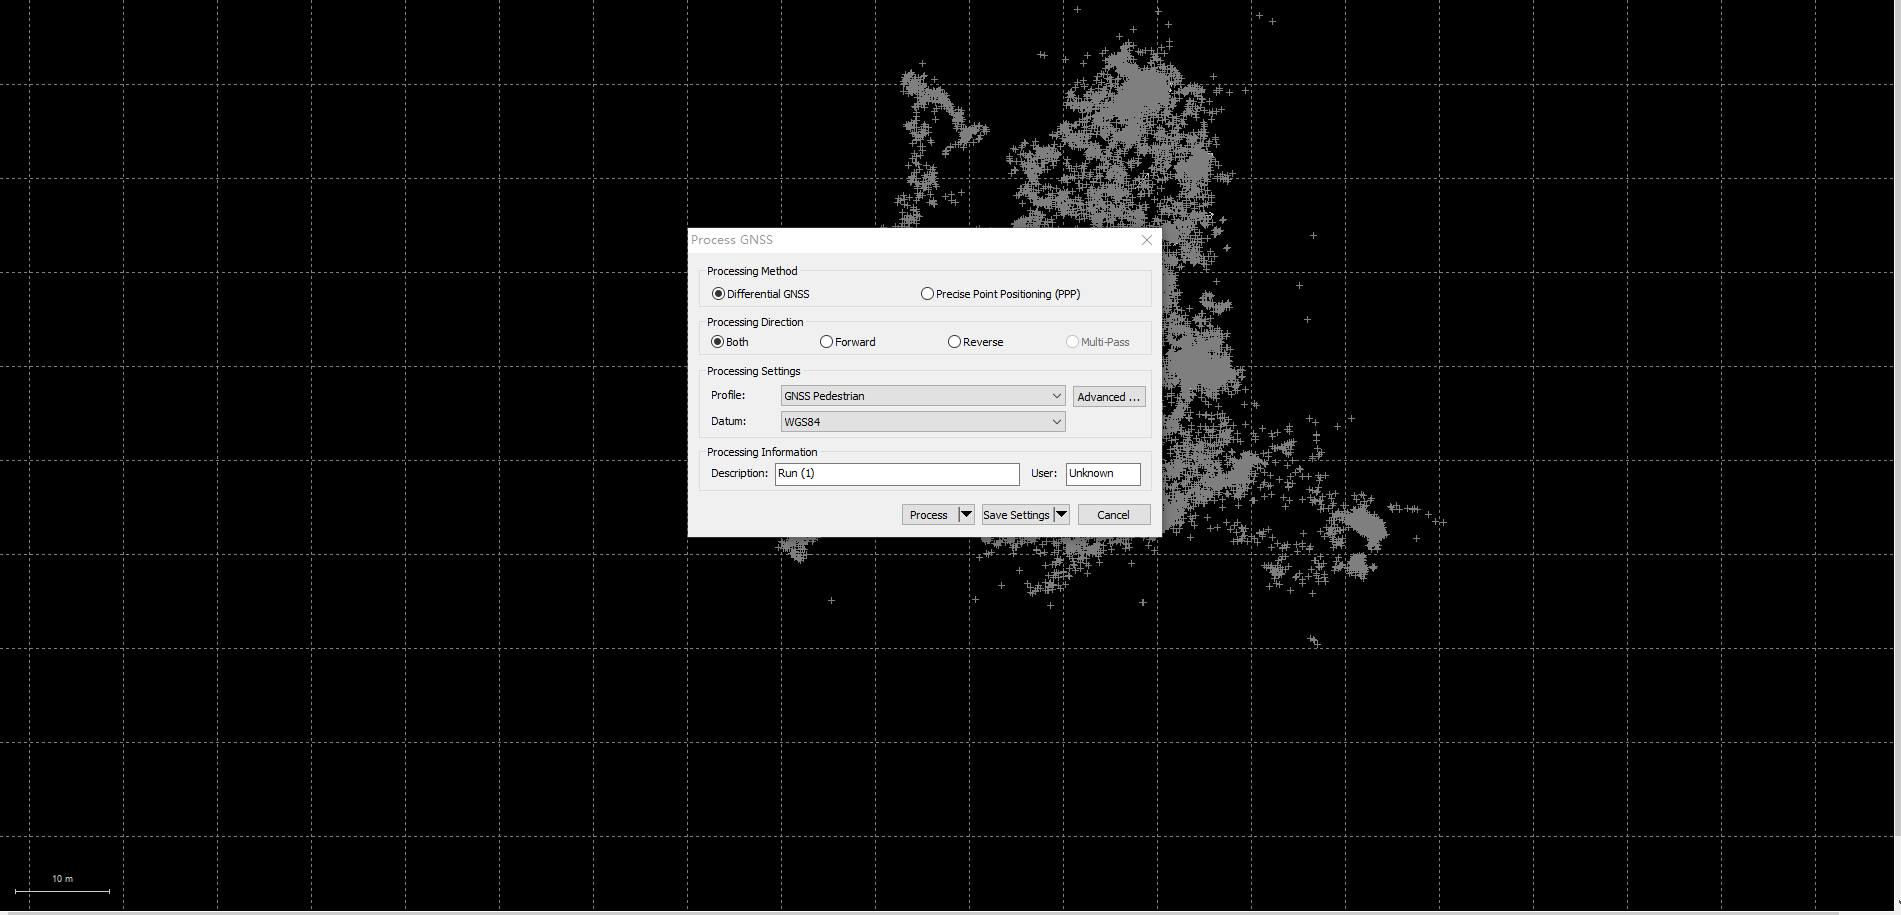 Process GNSS
Processing Method
Differential GNSS Precise Point Positioning (PPP)
Processing Direction
Both Forward Reverse Multi-Pass
Processing Settings
Profile: GNSS Pedestrian Advanced ...
Datum: WGS84
Processing Information
Description: Run (1) User: Unknown
Process Save Settings Cancel
10 m